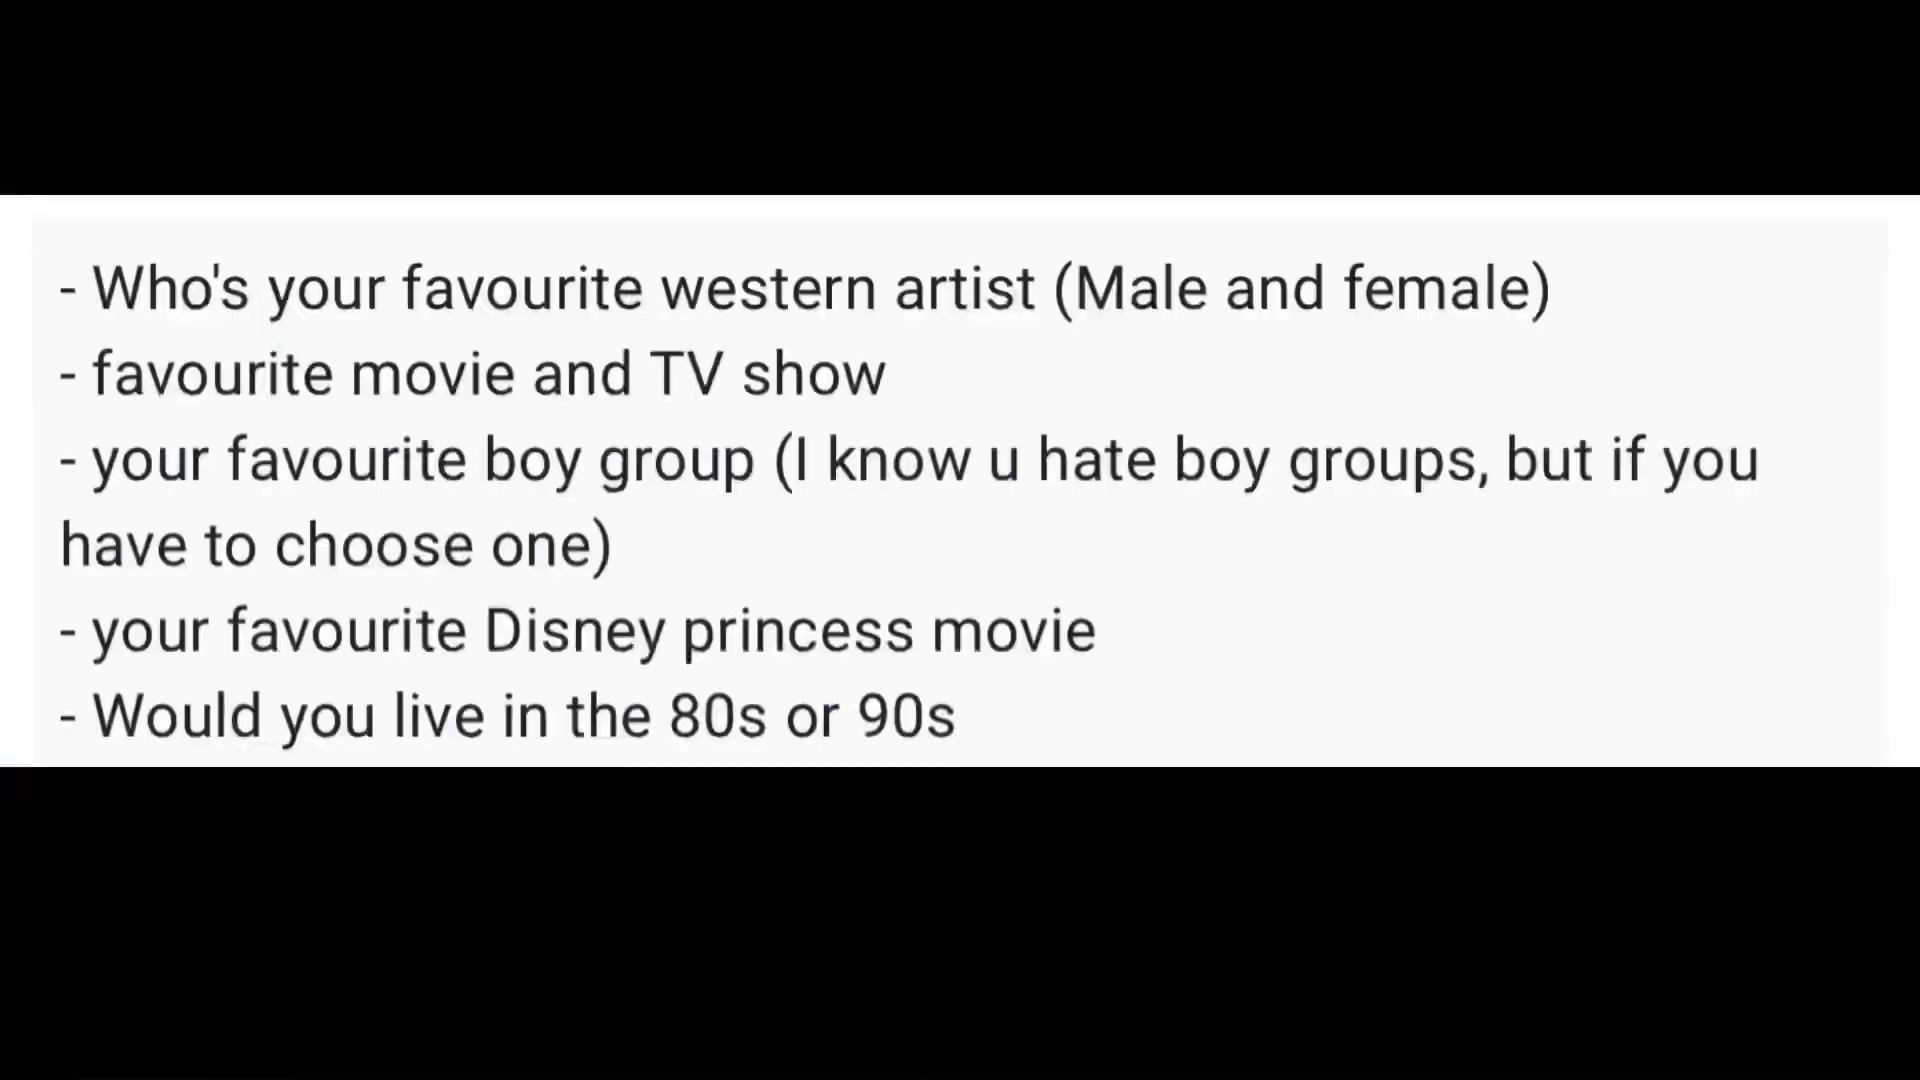 - Who's your favourite western artist (Male and female)
- favourite movie and TV show
- your favourite boy group (I know u hate boy groups, but if you
have to choose one)
- your favourite Disney princess movie
- Would you live in the 80s or 90s